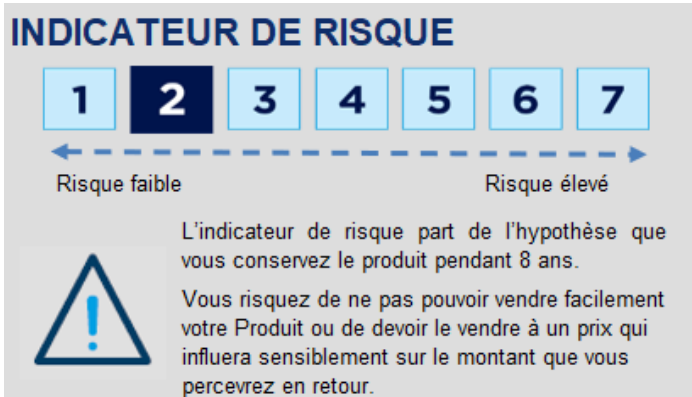 INDICATEUR DE RISQUE
1 2 3 4 5 6 7
Risque faible Risque élevé
L'indicateur de risque part de l'hypothèse que
vous conservez le produit pendant 8 ans.
Vous risquez de ne pas pouvoir vendre facilement
votre Produit ou de devoir le vendre à un prix qui
influera sensiblement sur le montant que vous
percevrez en retour.